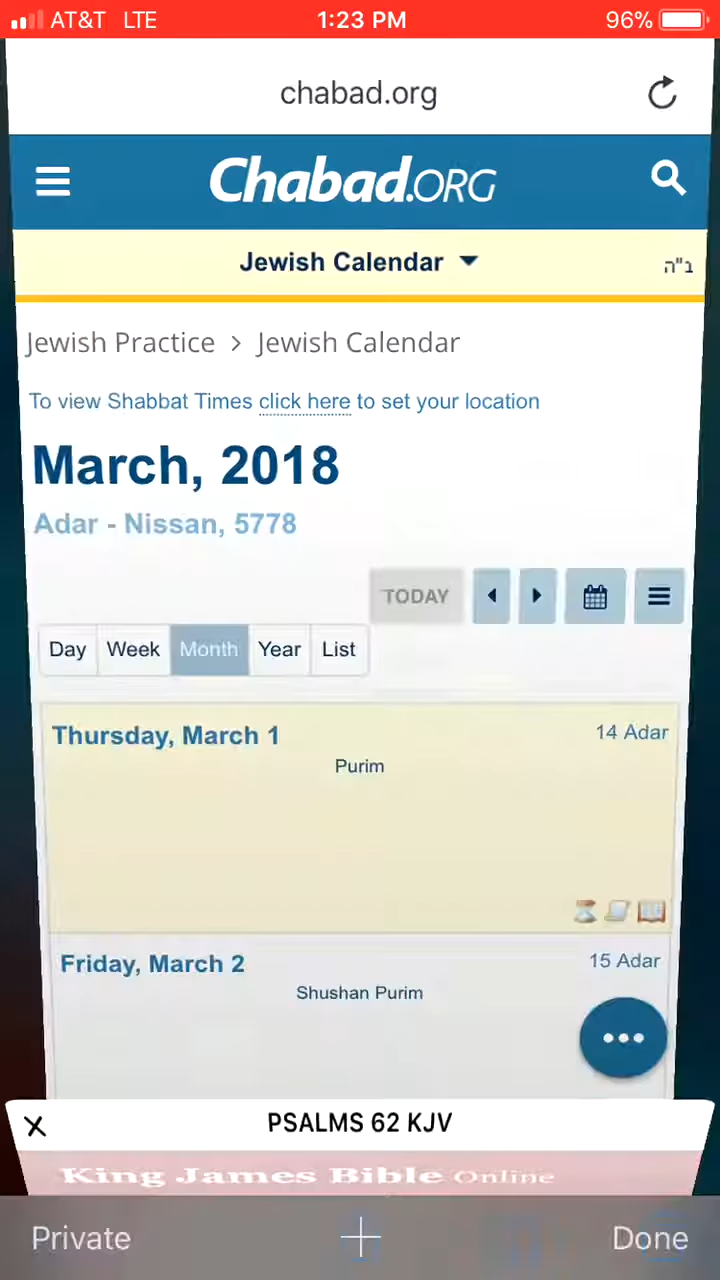 AT&T LTE 1:23 PM 96%
chabad.org
Chabad.ORG
Jewish Calendar
ב"ה
Jewish Practice > Jewish Calendar
To view Shabbat Times click here to set your location
March, 2018
Adar - Nissan, 5778
TODAY
Day Week Month Year List
Thursday, March 1 14 Adar
Purim
Friday, March 2 15 Adar
Shushan Purim
PSALMS 62 KJV
King James Bible Online
Private Done